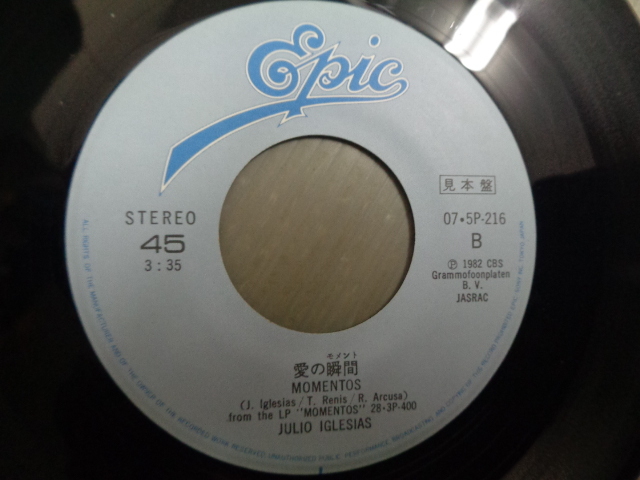 Epic
見本盤
STEREO
07・5P-216
45
B
3:35
Ⓟ 1982 CBS
Grammofoonplaten
B. V.
JASRAC
モメント
愛の瞬間
MOMENTOS
(J. Iglesias/T. Renis/R. Arcusa)
from the LP "MOMENTOS" 28・3P-400
JULIO IGLESIAS